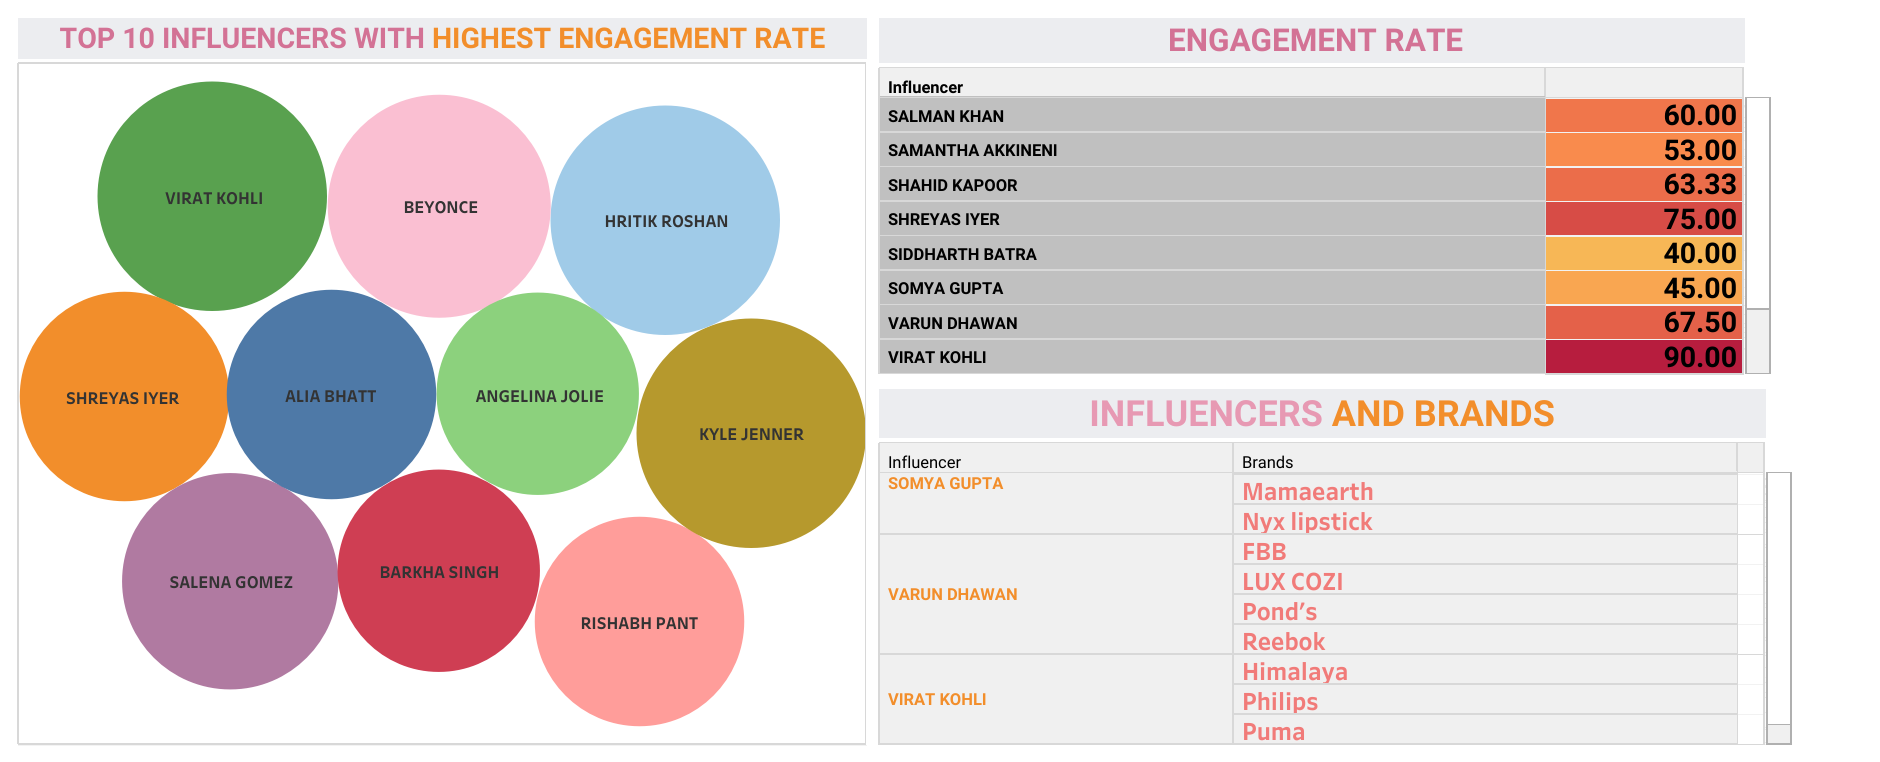 TOP 10 INFLUENCERS WITH HIGHEST ENGAGEMENT RATE
VIRAT KOHLI
BEYONCE
HRITIK ROSHAN
SHREYAS IYER
ALIA BHATT
ANGELINA JOLIE
KYLE JENNER
SALENA GOMEZ
BARKHA SINGH
RISHABH PANT
ENGAGEMENT RATE
Influencer
SALMAN KHAN 60.00
SAMANTHA AKKINENI 53.00
SHAHID KAPOOR 63.33
SHREYAS IYER 75.00
SIDDHARTH BATRA 40.00
SOMYA GUPTA 45.00
VARUN DHAWAN 67.50
VIRAT KOHLI 90.00
INFLUENCERS AND BRANDS
Influencer Brands
SOMYA GUPTA
Mamaearth
Nyx lipstick
VARUN DHAWAN
FBB
LUX COZI
Pond’s
Reebok
VIRAT KOHLI
Himalaya
Philips
Puma